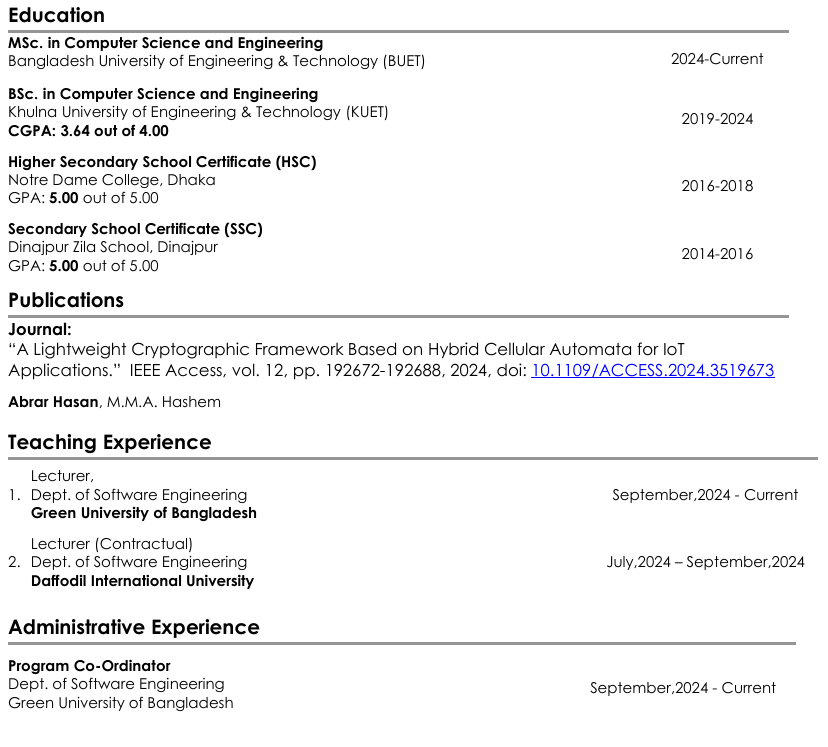 Education
MSc. in Computer Science and Engineering
Bangladesh University of Engineering & Technology (BUET)
2024-Current
BSc. in Computer Science and Engineering
Khulna University of Engineering & Technology (KUET)
CGPA: 3.64 out of 4.00
2019-2024
Higher Secondary School Certificate (HSC)
Notre Dame College, Dhaka
GPA: 5.00 out of 5.00
2016-2018
Secondary School Certificate (SSC)
Dinajpur Zila School, Dinajpur
GPA: 5.00 out of 5.00
2014-2016
Publications
Journal:
“A Lightweight Cryptographic Framework Based on Hybrid Cellular Automata for IoT
Applications.”  IEEE Access, vol. 12, pp. 192672-192688, 2024, doi: 10.1109/ACCESS.2024.3519673
Abrar Hasan, M.M.A. Hashem
Teaching Experience
Lecturer,
1. Dept. of Software Engineering
Green University of Bangladesh
September,2024 - Current
Lecturer (Contractual)
2. Dept. of Software Engineering
Daffodil International University
July,2024 – September,2024
Administrative Experience
Program Co-Ordinator
Dept. of Software Engineering
Green University of Bangladesh
September,2024 - Current